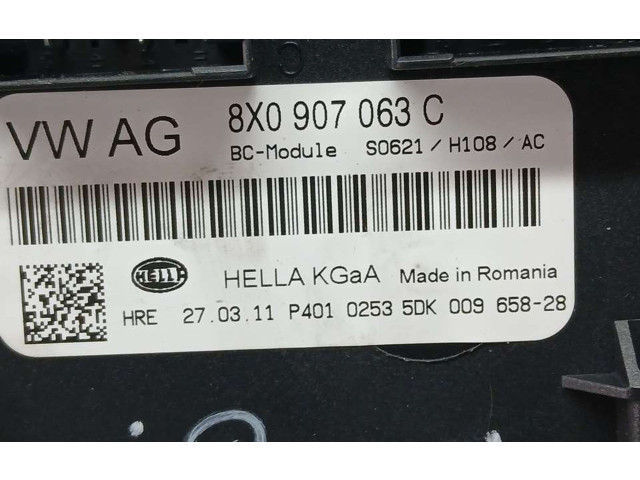 VW AG 8X0 907 063 C
BC-Module S0621 / H108 / AC
HELLA HELLA KGaA Made in Romania
HRE 27.03.11 P401 0253 5DK 009 658-28